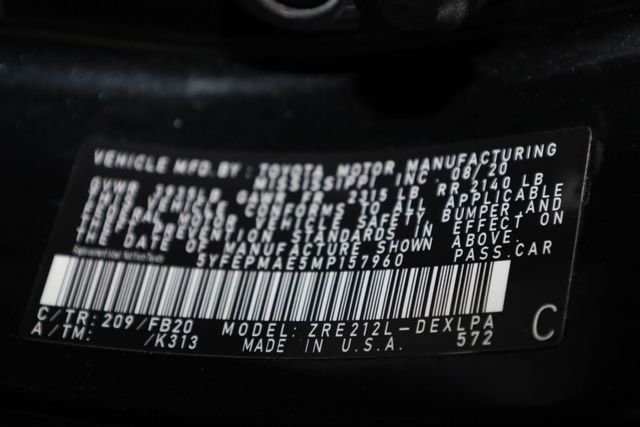 VEHICLE MFD. BY: TOYOTA MOTOR MANUFACTURING
MISSISSIPPI, INC. 08/20
GVWR GAWR FR 2115 LB RR 2140 LB
THIS VEHICLE CONFORMS TO ALL APPLICABLE
FEDERAL MOTOR VEHICLE SAFETY, BUMPER, AND
THEFT PREVENTION STANDARDS IN EFFECT ON
THE DATE OF MANUFACTURE SHOWN ABOVE.
5YFEPMAE5MP157960 PASS.CAR
C/TR: 209/FB20 MODEL: ZRE212L-DEXLPA
A/TM: /K313 MADE IN U.S.A. 572
C